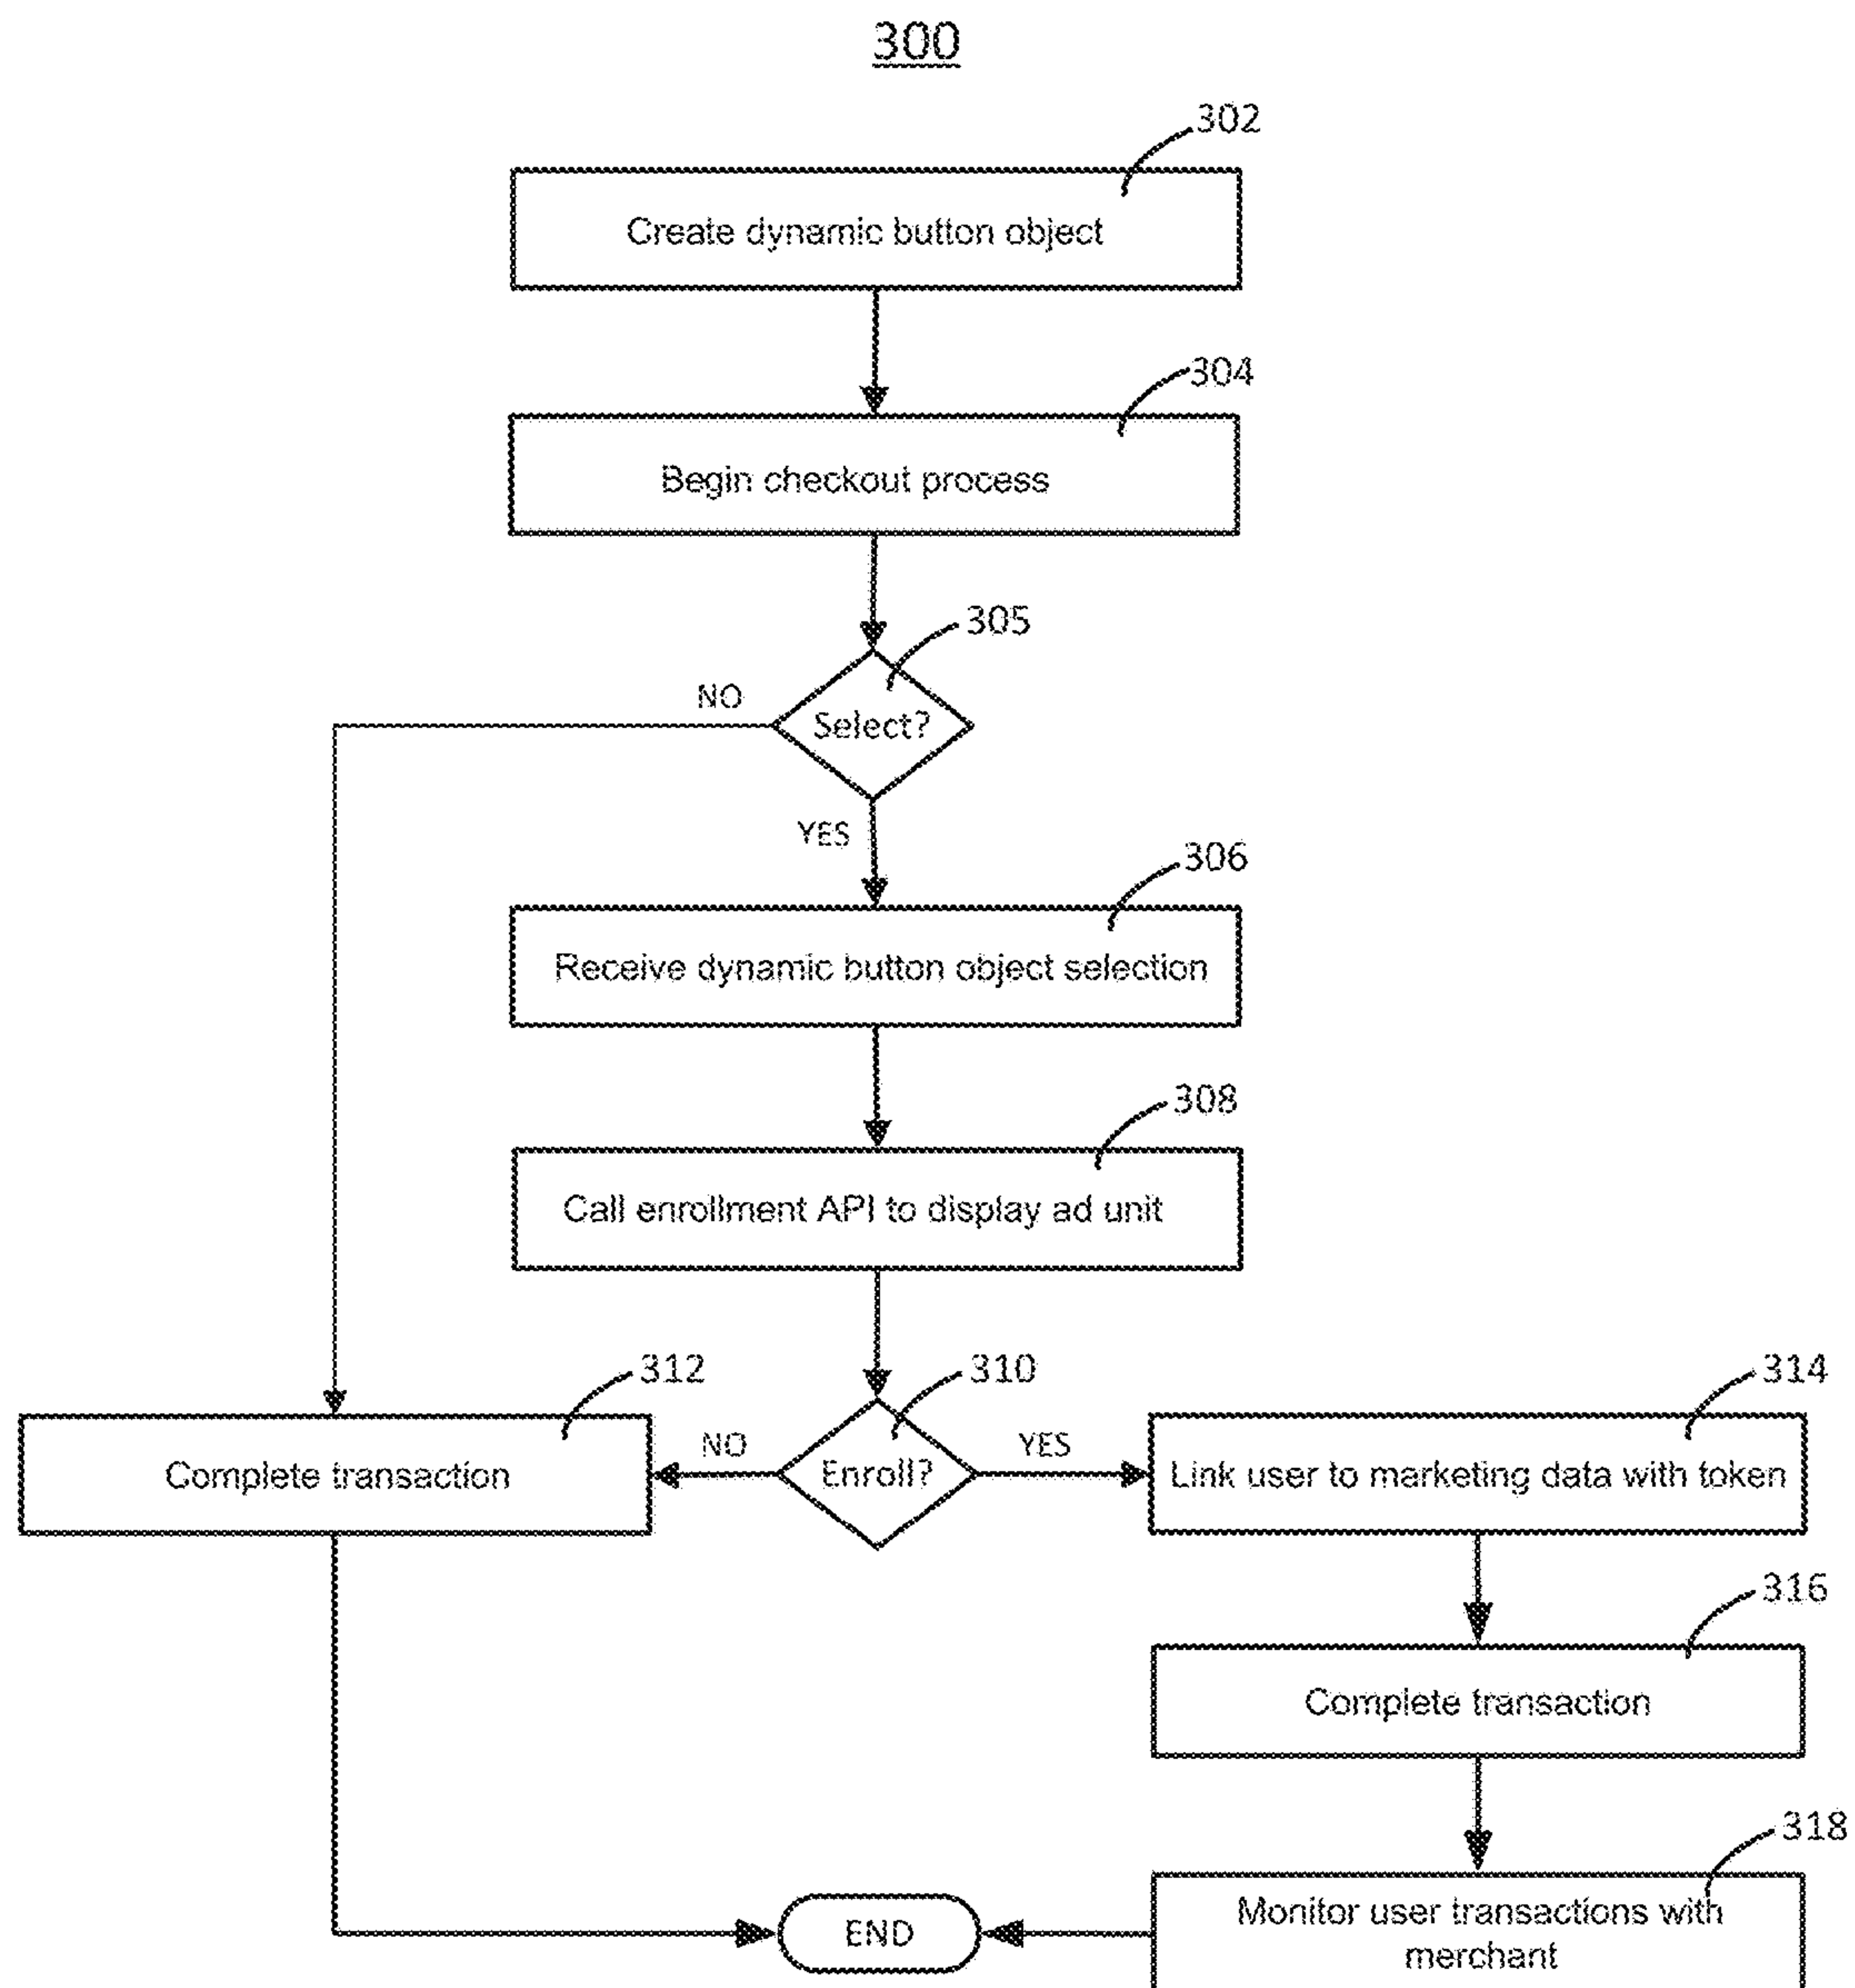 300
302
Create dynamic button object
304
Begin checkout process
305
NO
Select?
YES
306
Receive dynamic button object selection
308
Call enrollment API to display ad unit
312
310
314
Complete transaction
NO
Enroll?
YES
Link user to marketing data with token
316
Complete transaction
318
END
Monitor user transactions with
merchant